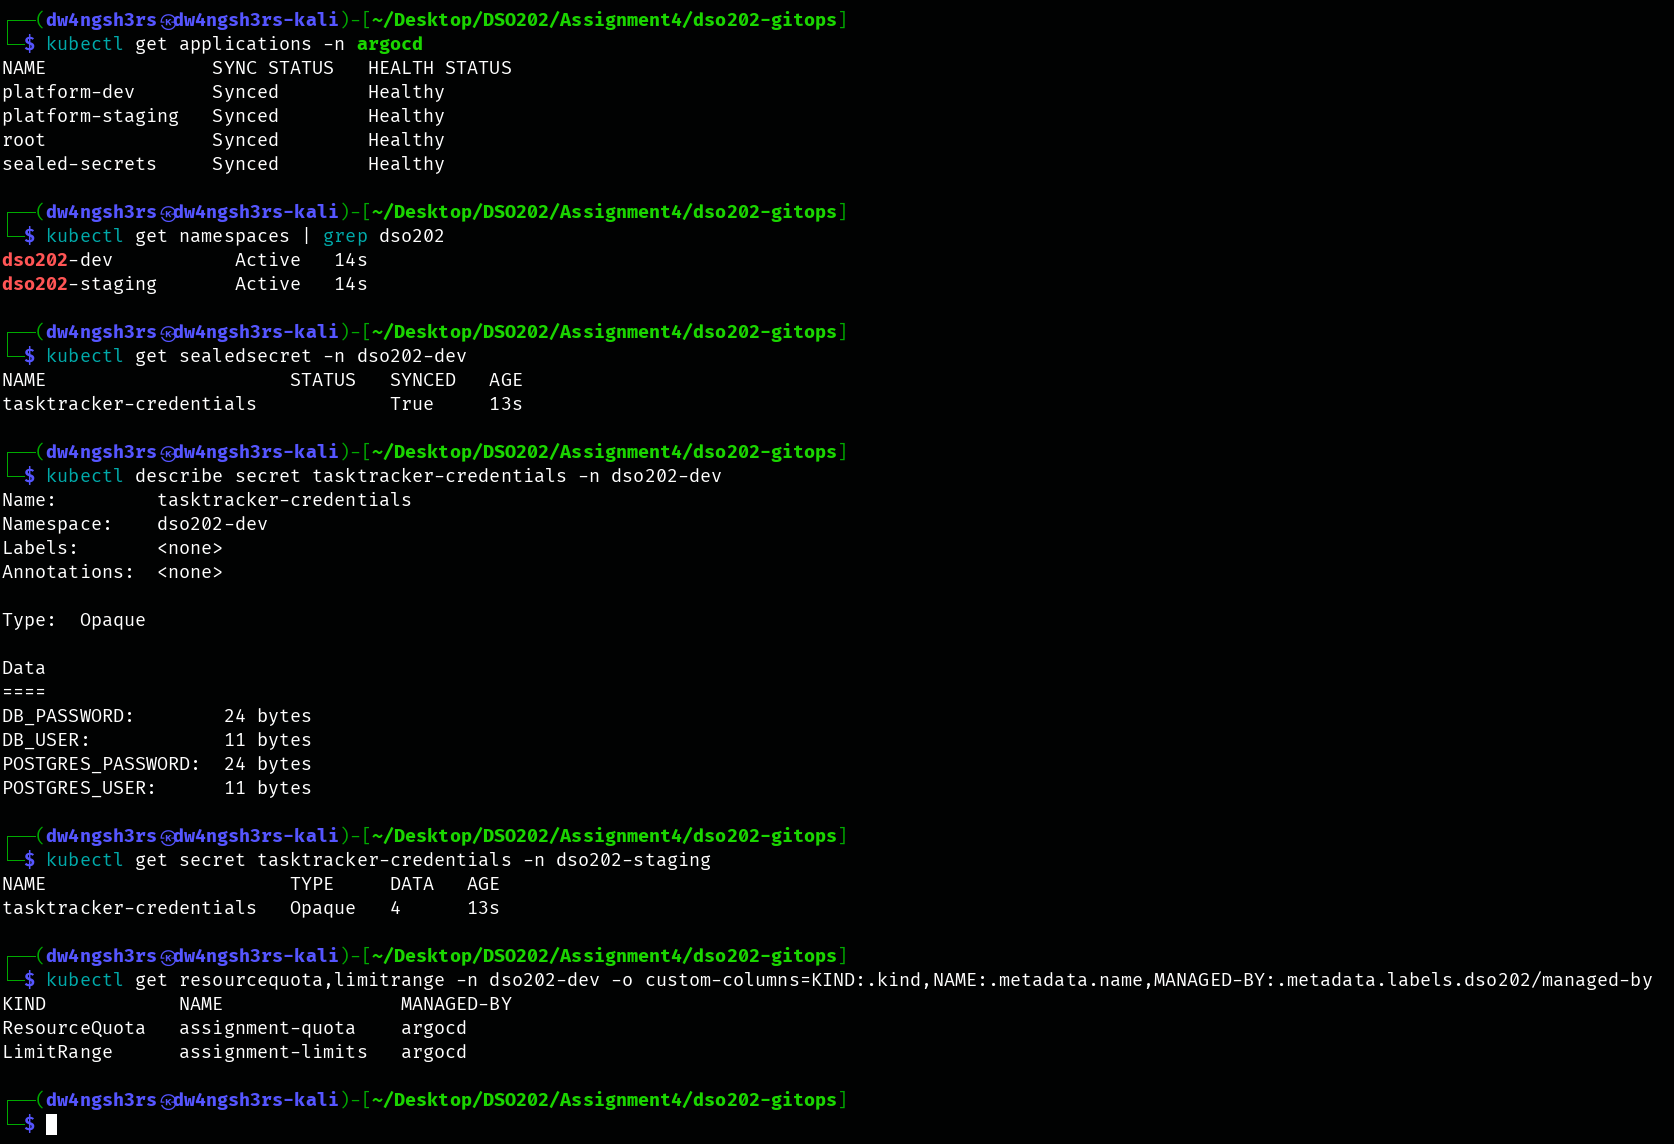 ┌──(dw4ngsh3rs㉿dw4ngsh3rs-kali)-[~/Desktop/DSO202/Assignment4/dso202-gitops]
└─$ kubectl get applications -n argocd
NAME               SYNC STATUS   HEALTH STATUS
platform-dev       Synced        Healthy
platform-staging   Synced        Healthy
root               Synced        Healthy
sealed-secrets     Synced        Healthy

┌──(dw4ngsh3rs㉿dw4ngsh3rs-kali)-[~/Desktop/DSO202/Assignment4/dso202-gitops]
└─$ kubectl get namespaces | grep dso202
dso202-dev           Active   14s
dso202-staging       Active   14s

┌──(dw4ngsh3rs㉿dw4ngsh3rs-kali)-[~/Desktop/DSO202/Assignment4/dso202-gitops]
└─$ kubectl get sealedsecret -n dso202-dev
NAME                      STATUS   SYNCED   AGE
tasktracker-credentials            True     13s

┌──(dw4ngsh3rs㉿dw4ngsh3rs-kali)-[~/Desktop/DSO202/Assignment4/dso202-gitops]
└─$ kubectl describe secret tasktracker-credentials -n dso202-dev
Name:         tasktracker-credentials
Namespace:    dso202-dev
Labels:       <none>
Annotations:  <none>

Type:  Opaque

Data
====
DB_PASSWORD:        24 bytes
DB_USER:            11 bytes
POSTGRES_PASSWORD:  24 bytes
POSTGRES_USER:      11 bytes

┌──(dw4ngsh3rs㉿dw4ngsh3rs-kali)-[~/Desktop/DSO202/Assignment4/dso202-gitops]
└─$ kubectl get secret tasktracker-credentials -n dso202-staging
NAME                      TYPE     DATA   AGE
tasktracker-credentials   Opaque   4      13s

┌──(dw4ngsh3rs㉿dw4ngsh3rs-kali)-[~/Desktop/DSO202/Assignment4/dso202-gitops]
└─$ kubectl get resourcequota,limitrange -n dso202-dev -o custom-columns=KIND:.kind,NAME:.metadata.name,MANAGED-BY:.metadata.labels.dso202/managed-by
KIND            NAME                MANAGED-BY
ResourceQuota   assignment-quota    argocd
LimitRange      assignment-limits   argocd

┌──(dw4ngsh3rs㉿dw4ngsh3rs-kali)-[~/Desktop/DSO202/Assignment4/dso202-gitops]
└─$